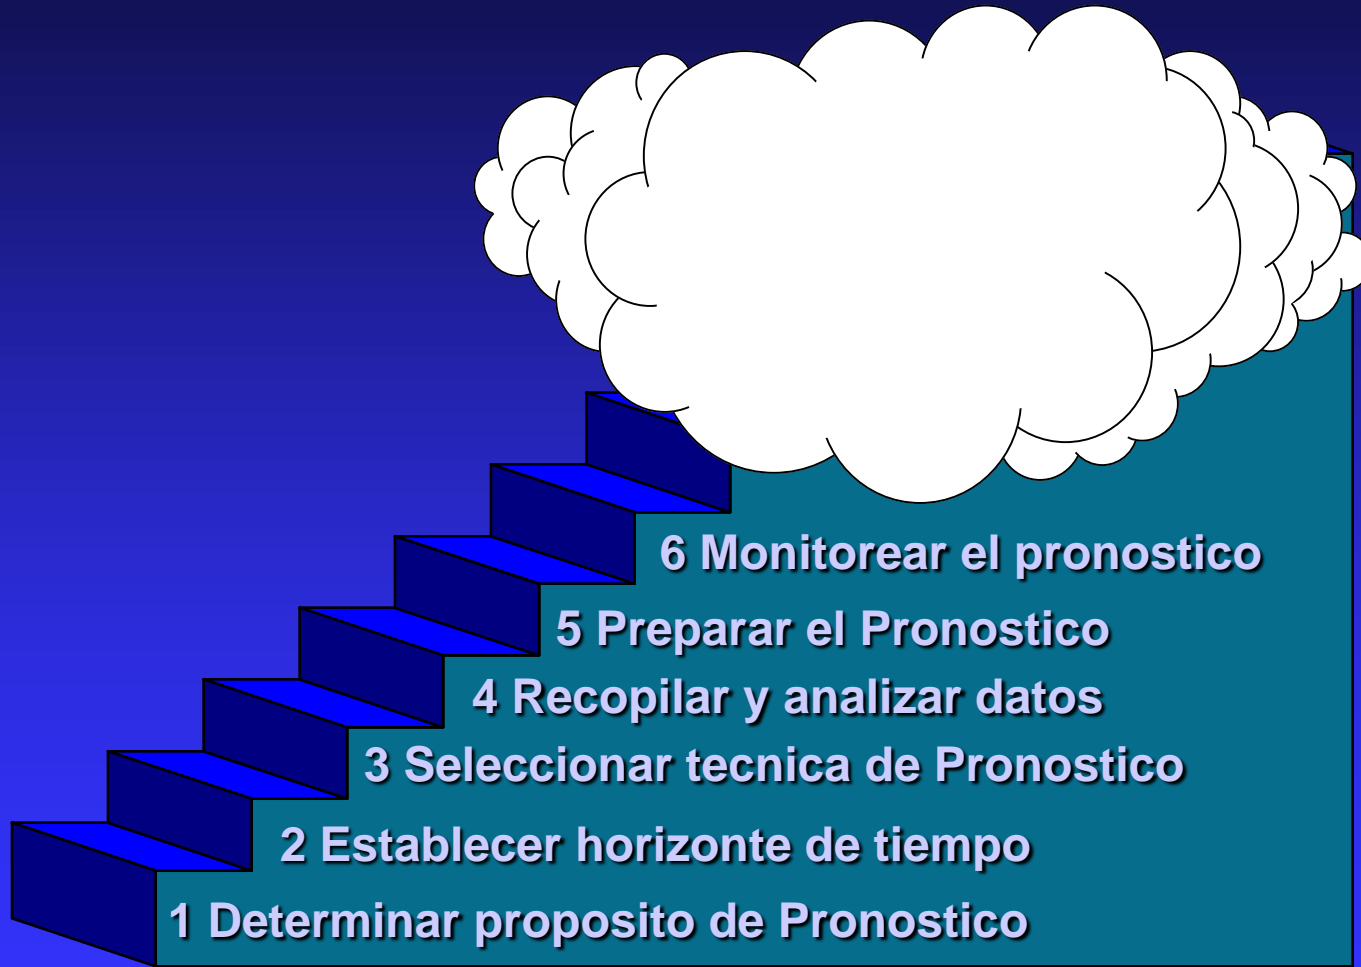 6 Monitorear el pronostico
5 Preparar el Pronostico
4 Recopilar y analizar datos
3 Seleccionar tecnica de Pronostico
2 Establecer horizonte de tiempo
1 Determinar proposito de Pronostico